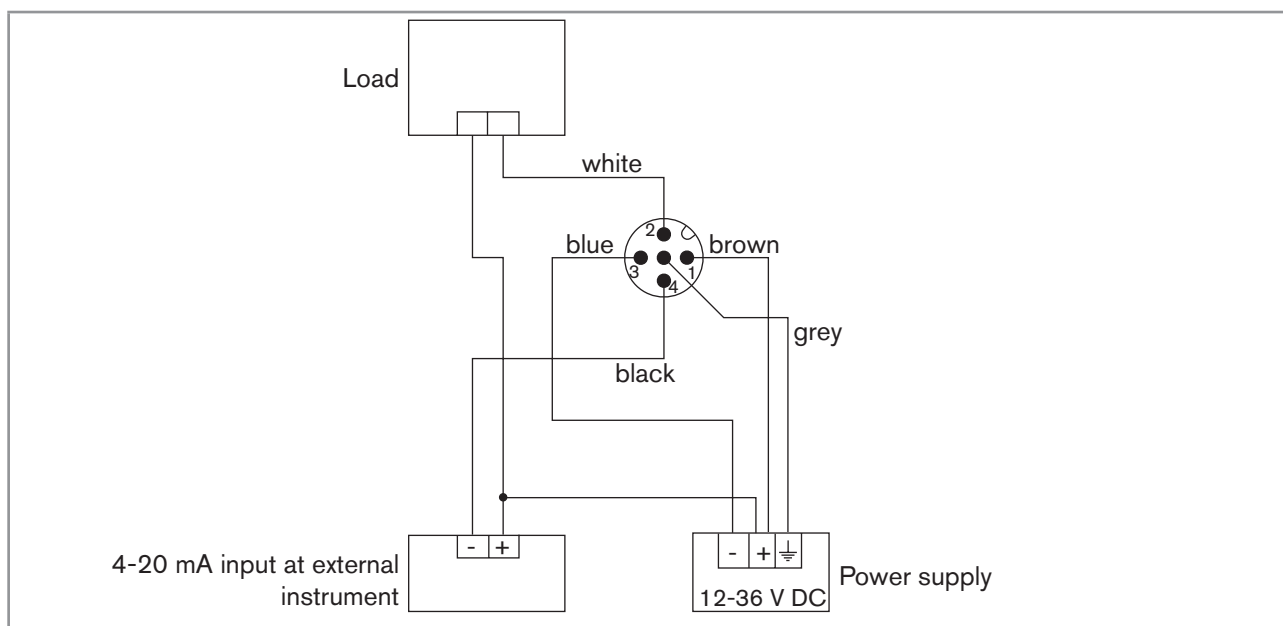 Load
white
2
blue
brown
3
1
4
grey
black
- +
- +
4-20 mA input at external
instrument
12-36 V DC
Power supply